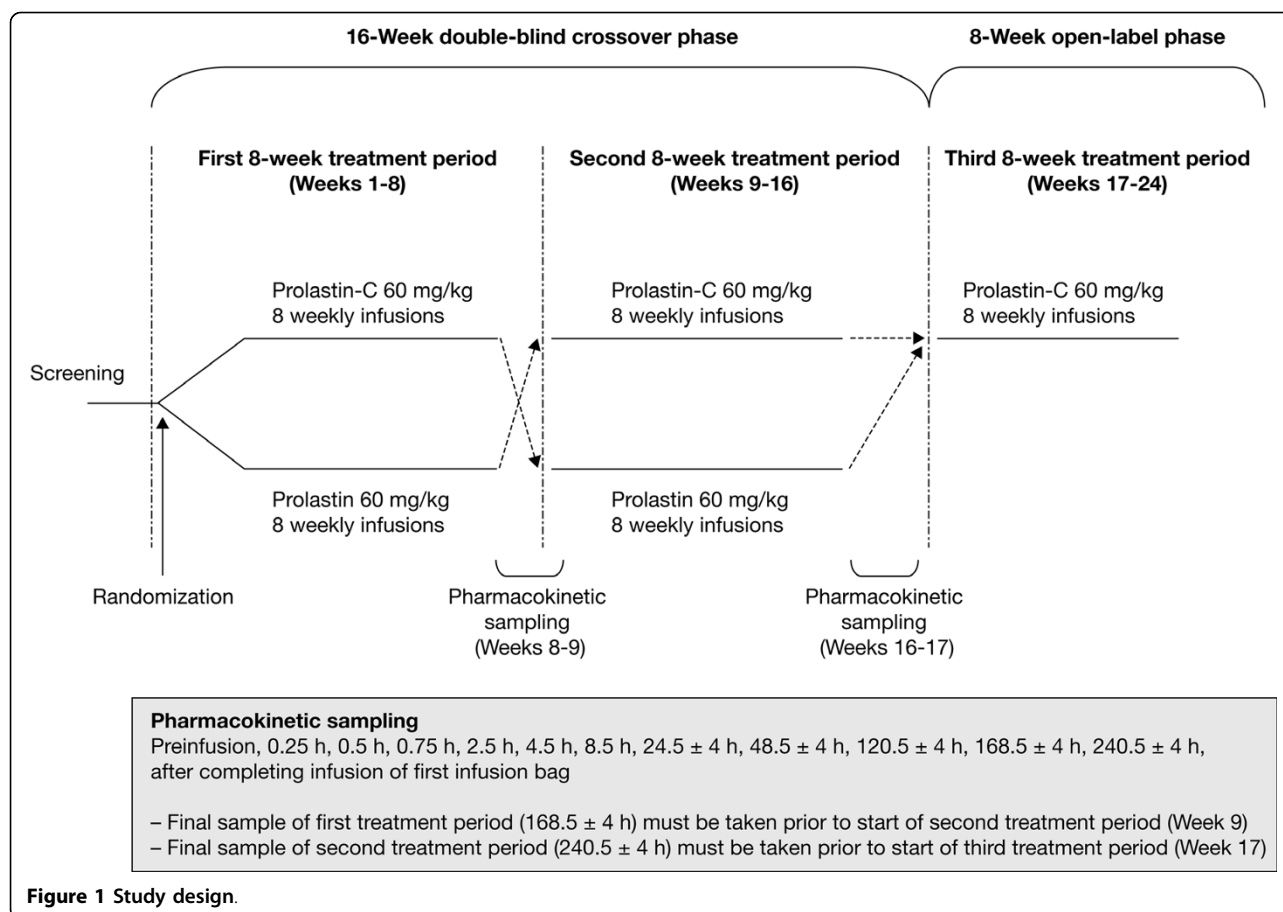 16-Week double-blind crossover phase
8-Week open-label phase
First 8-week treatment period
(Weeks 1-8)
Second 8-week treatment period
(Weeks 9-16)
Third 8-week treatment period
(Weeks 17-24)
Prolastin-C 60 mg/kg
8 weekly infusions
Prolastin-C 60 mg/kg
8 weekly infusions
Prolastin-C 60 mg/kg
8 weekly infusions
Screening
Prolastin 60 mg/kg
8 weekly infusions
Prolastin 60 mg/kg
8 weekly infusions
Randomization
Pharmacokinetic
sampling
(Weeks 8-9)
Pharmacokinetic
sampling
(Weeks 16-17)
Pharmacokinetic sampling
Preinfusion, 0.25 h, 0.5 h, 0.75 h, 2.5 h, 4.5 h, 8.5 h, 24.5 ± 4 h, 48.5 ± 4 h, 120.5 ± 4 h, 168.5 ± 4 h, 240.5 ± 4 h,
after completing infusion of first infusion bag
– Final sample of first treatment period (168.5 ± 4 h) must be taken prior to start of second treatment period (Week 9)
– Final sample of second treatment period (240.5 ± 4 h) must be taken prior to start of third treatment period (Week 17)
Figure 1 Study design.